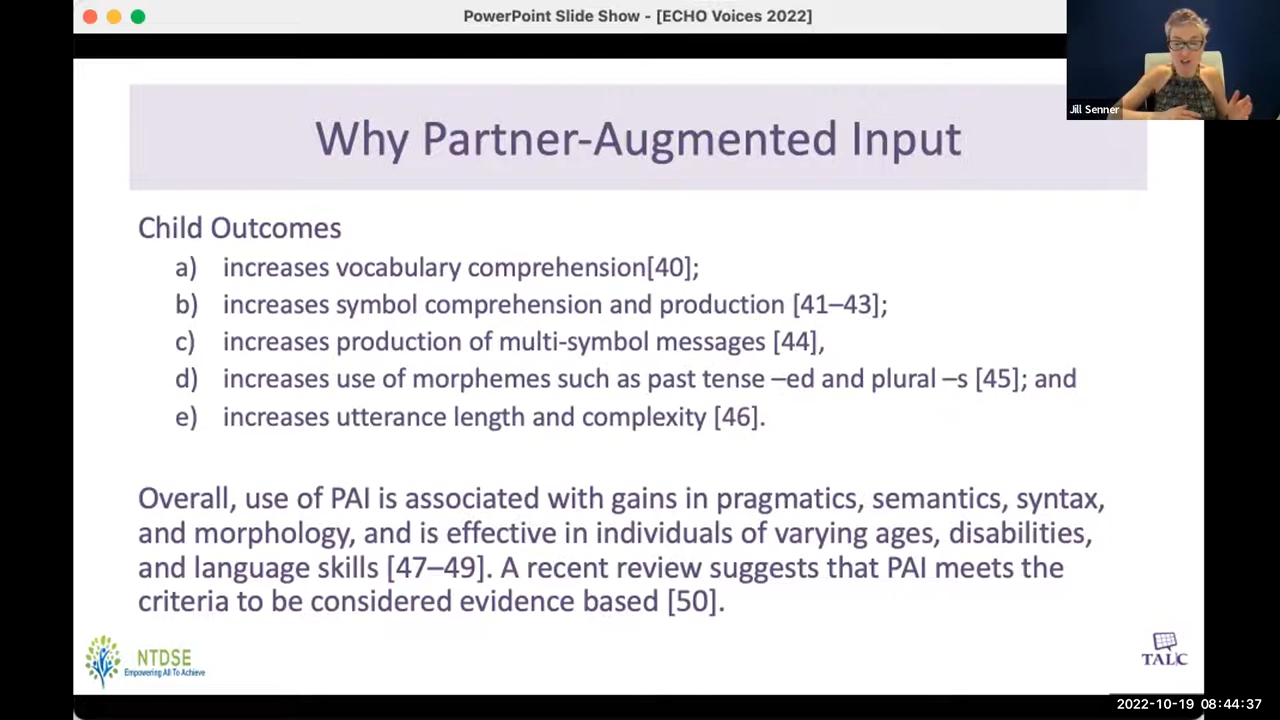 PowerPoint Slide Show - [ECHO Voices 2022]
Jill Senner
Why Partner-Augmented Input
Child Outcomes
a) increases vocabulary comprehension[40];
b) increases symbol comprehension and production [41–43];
c) increases production of multi-symbol messages [44],
d) increases use of morphemes such as past tense –ed and plural –s [45]; and
e) increases utterance length and complexity [46].
Overall, use of PAI is associated with gains in pragmatics, semantics, syntax,
and morphology, and is effective in individuals of varying ages, disabilities,
and language skills [47–49]. A recent review suggests that PAI meets the
criteria to be considered evidence based [50].
NTDSE
Empowering All To Achieve
TALC
2022-10-19 08:44:37